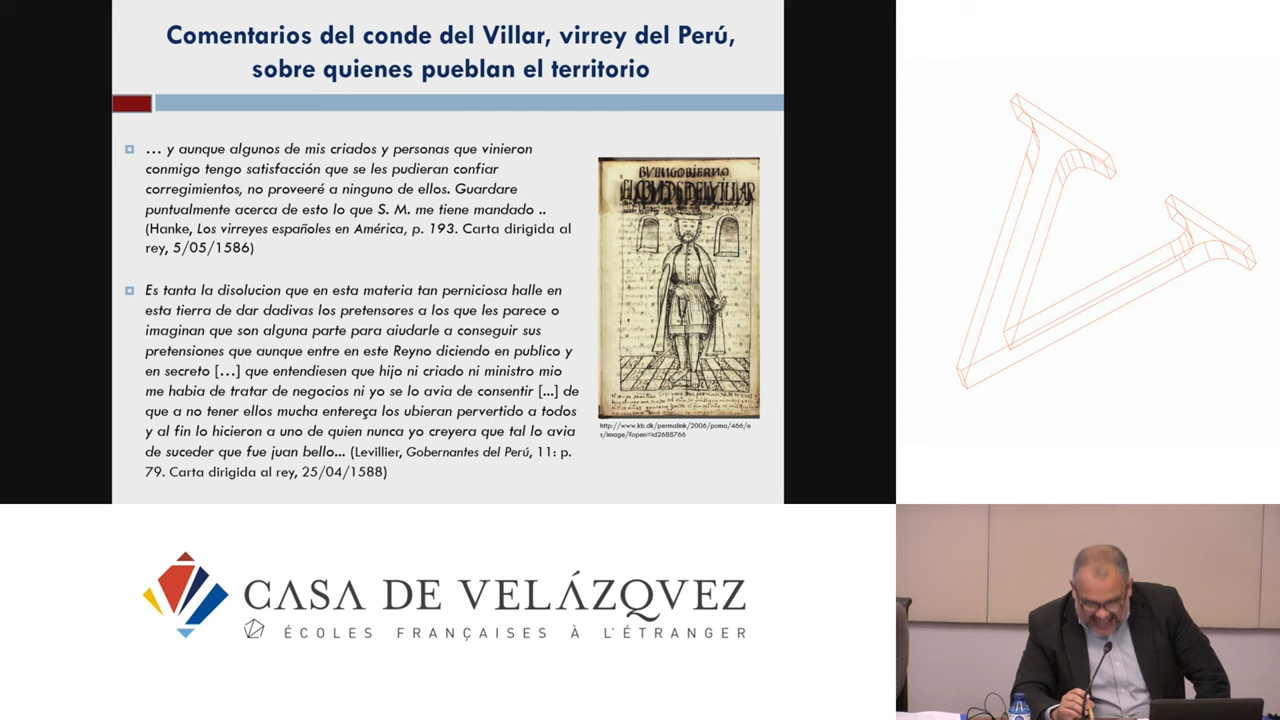 Comentarios del conde del Villar, virrey del Perú,
sobre quienes pueblan el territorio
… y aunque algunos de mis criados y personas que vinieron
conmigo tengo satisfacción que se les pudieran confiar
corregimientos, no proveeré a ninguno de ellos. Guardare
puntualmente acerca de esto lo que S. M. me tiene mandado ..
(Hanke, Los virreyes españoles en América, p. 193. Carta dirigida al
rey, 5/05/1586)
Es tanta la disolucion que en esta materia tan perniciosa halle en
esta tierra de dar dadivas los pretensores a los que les parece o
imaginan que son alguna parte para aiudarle a conseguir sus
pretensiones que aunque entre en este Reyno diciendo en publico y
en secreto […] que entendiesen que hijo ni criado ni ministro mio
me habia de tratar de negocios ni yo se lo avia de consentir [...] de
que a no tener ellos mucha entereça los ubieran pervertido a todos
y al fin lo hicieron a uno de quien nunca yo creyera que tal lo avia
de suceder que fue juan bello... (Levillier, Gobernantes del Perú, 11: p.
79. Carta dirigida al rey, 25/04/1588)
BVEN GOBIERNO
http://www.kb.dk/permalink/2006/poma/466/e
s/image/?open=id2688766
CASA DE VELÁZQVEZ
ÉCOLES FRANÇAISES À L'ÉTRANGER